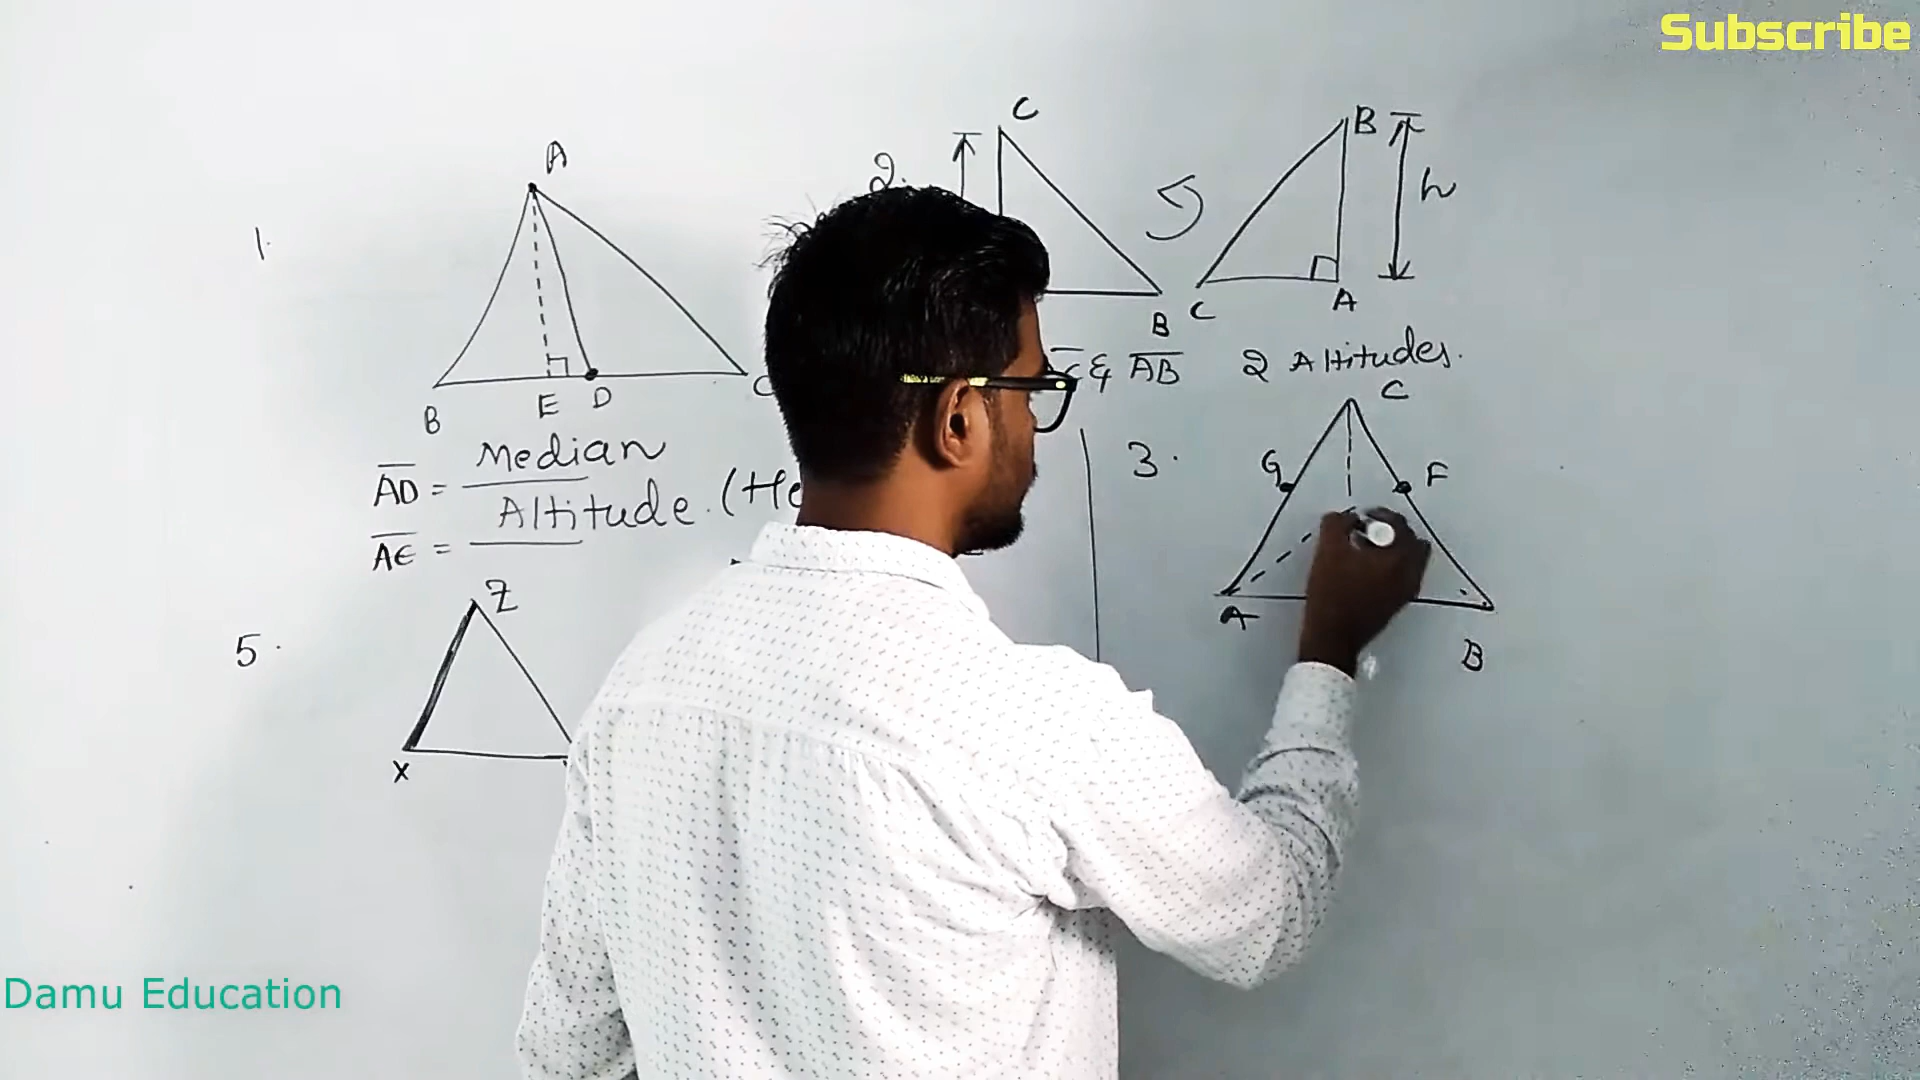 Subscribe
1.
A
B
E
D
C
AD = Median
AE = Altitude. (He
2.
C
B
C
B
A
h
& AB
2 Altitudes.
3.
C
G
F
A
B
5.
Z
X
Damu Education